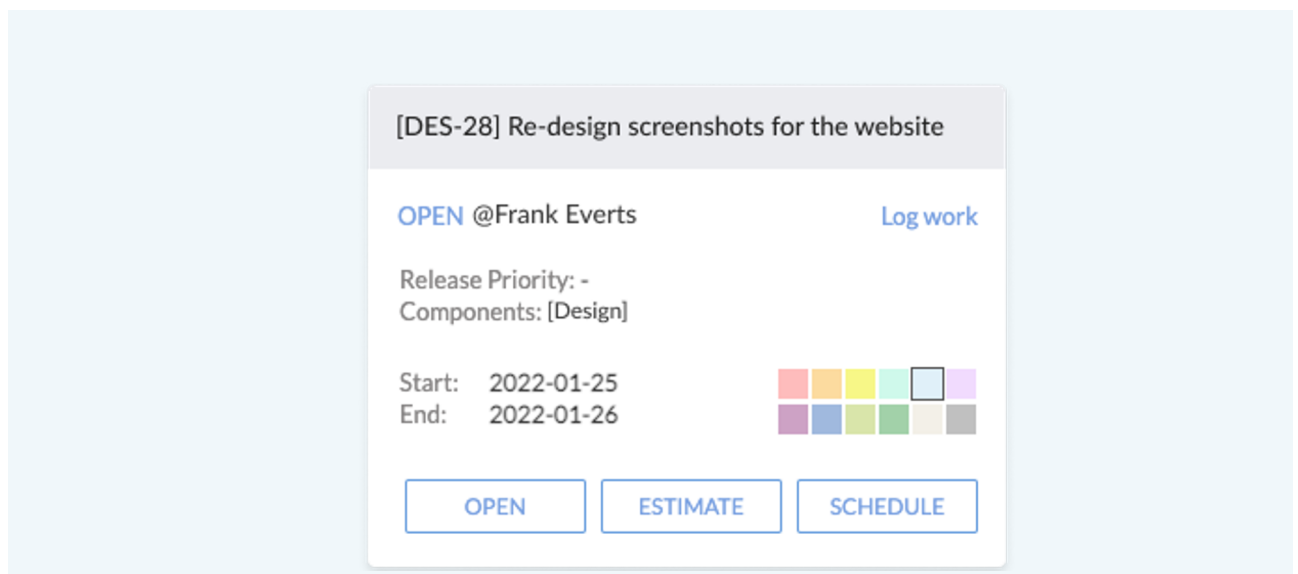 [DES-28] Re-design screenshots for the website
OPEN @Frank Everts Log work
Release Priority: -
Components: [Design]
Start: 2022-01-25
End: 2022-01-26
OPEN ESTIMATE SCHEDULE